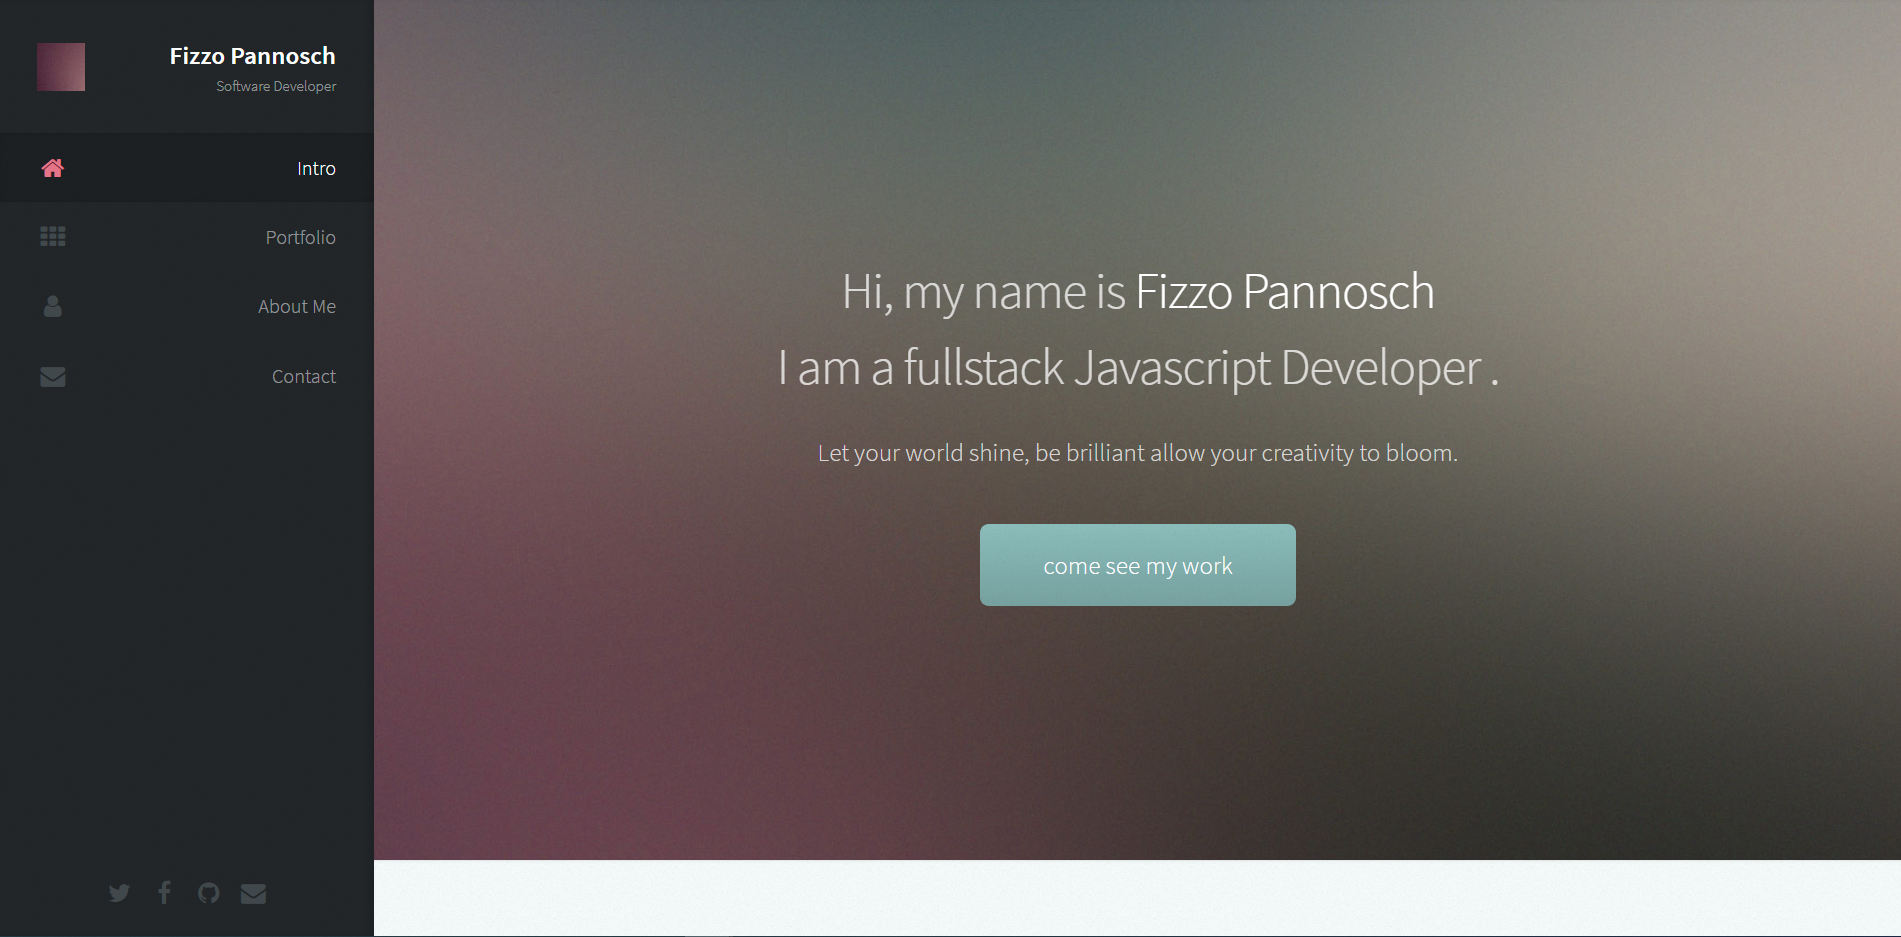 Fizzo Pannosch
Software Developer
Intro
Portfolio
About Me
Contact
Hi, my name is Fizzo Pannosch
I am a fullstack Javascript Developer .
Let your world shine, be brilliant allow your creativity to bloom.
come see my work